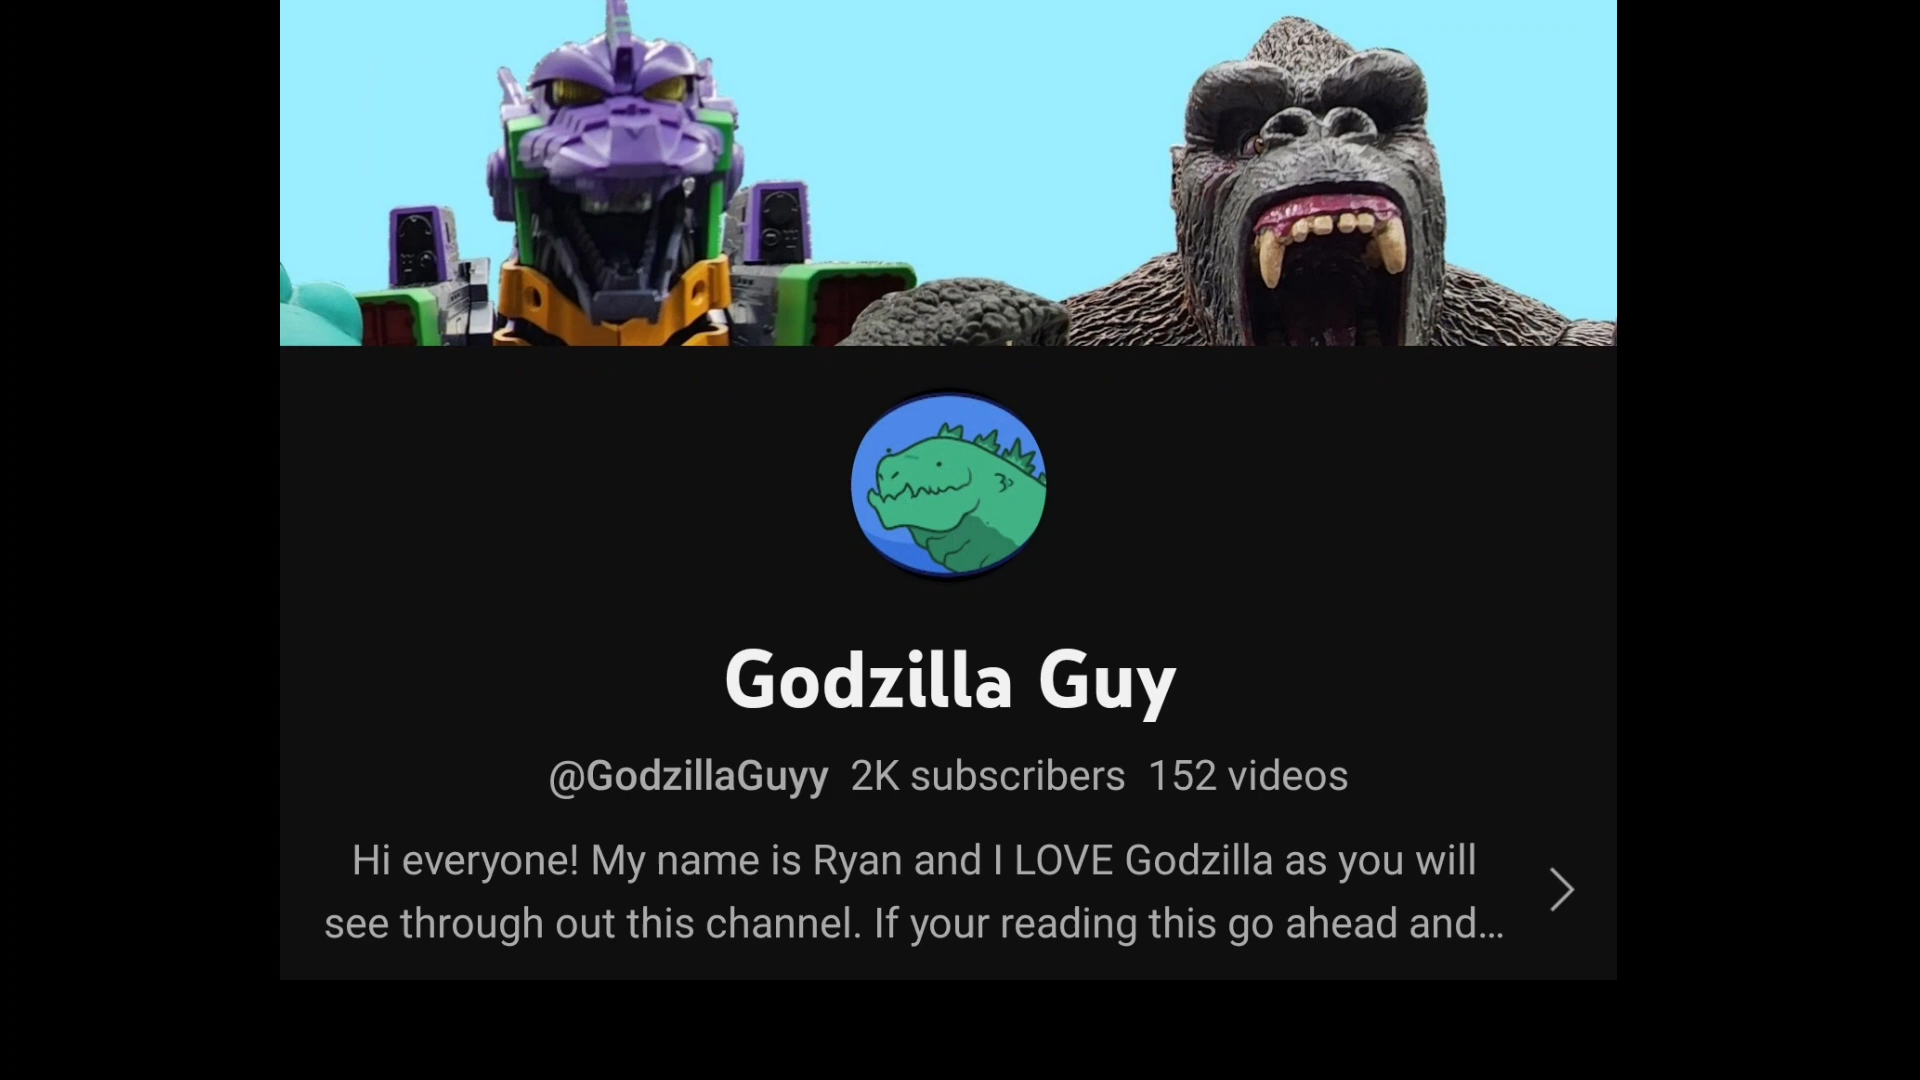 Godzilla Guy
@GodzillaGuyy 2K subscribers 152 videos
Hi everyone! My name is Ryan and I LOVE Godzilla as you will
see through out this channel. If your reading this go ahead and...